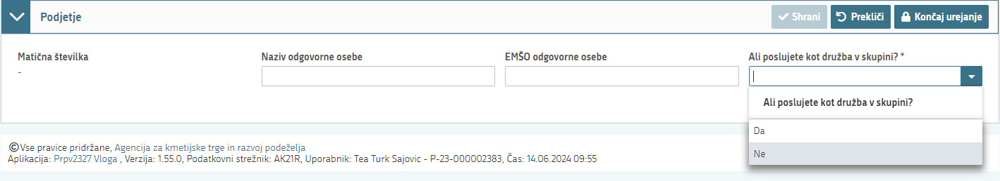 Podjetje
Shrani
Prekliči
Končaj urejanje
Matična številka
Naziv odgovorne osebe
EMŠO odgovorne osebe
Ali poslujete kot družba v skupini? *
-
Ali poslujete kot družba v skupini?
Da
Ne
©Vse pravice pridržane, Agencija za kmetijske trge in razvoj podeželja
Aplikacija: Prpv2327 Vloga , Verzija: 1.55.0, Podatkovni strežnik: AK21R, Uporabnik: Tea Turk Sajovic - P-23-000002383, Čas: 14.06.2024 09:55